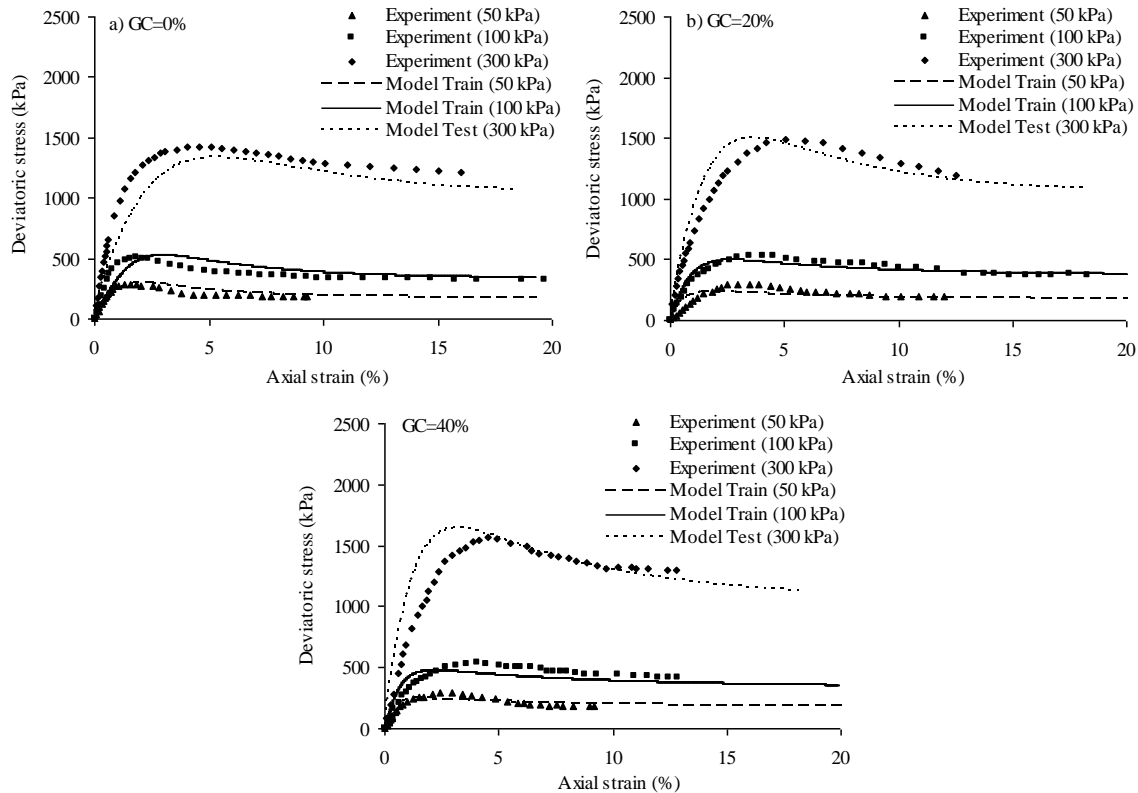 a) GC=0%
Experiment (50 kPa)
Experiment (100 kPa)
Experiment (300 kPa)
Model Train (50 kPa)
Model Train (100 kPa)
Model Test (300 kPa)
Deviatoric stress (kPa)
2500
2000
1500
1000
500
0
0 5 10 15 20
Axial strain (%)
b) GC=20%
Experiment (50 kPa)
Experiment (100 kPa)
Experiment (300 kPa)
Model Train (50 kPa)
Model Train (100 kPa)
Model Test (300 kPa)
Deviatoric stress (kPa)
2500
2000
1500
1000
500
0
0 5 10 15 20
Axial strain (%)
GC=40%
Experiment (50 kPa)
Experiment (100 kPa)
Experiment (300 kPa)
Model Train (50 kPa)
Model Train (100 kPa)
Model Test (300 kPa)
Deviatoric stress (kPa)
2500
2000
1500
1000
500
0
0 5 10 15 20
Axial strain (%)